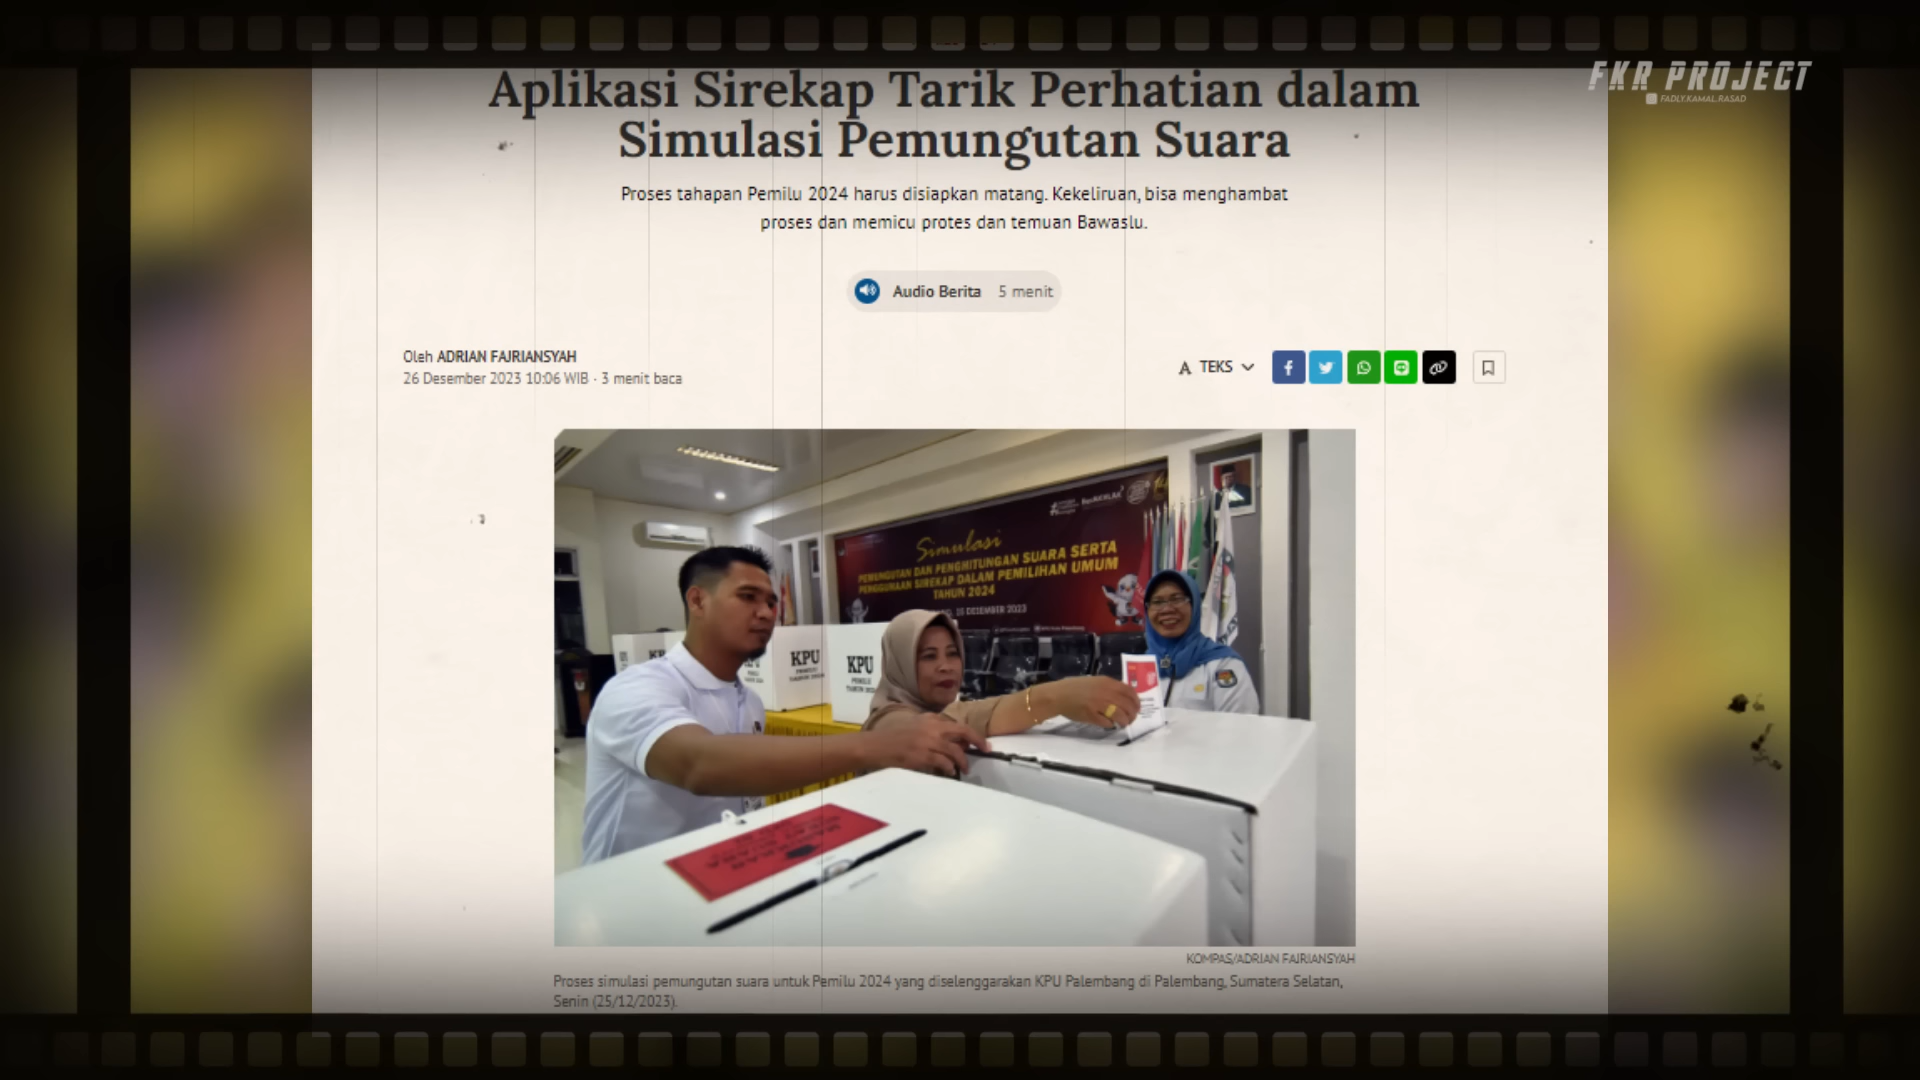 FKR PROJECT
FADLY.KAMAL.RASAD
Aplikasi Sirekap Tarik Perhatian dalam
Simulasi Pemungutan Suara
Proses tahapan Pemilu 2024 harus disiapkan matang. Kekeliruan, bisa menghambat
proses dan memicu protes dan temuan Bawaslu.
Audio Berita 5 menit
Oleh ADRIAN FAJRIANSYAH
26 Desember 2023 10:06 WIB · 3 menit baca
A TEKS
Simulasi
PEMUNGUTAN DAN PENGHITUNGAN SUARA SERTA
PENGGUNAAN SIREKAP DALAM PEMILIHAN UMUM
TAHUN 2024
DESEMBER 2023
KPU
KPU
KOMPAS/ADRIAN FAJRIANSYAH
Proses simulasi pemungutan suara untuk Pemilu 2024 yang diselenggarakan KPU Palembang di Palembang, Sumatera Selatan,
Senin (25/12/2023).